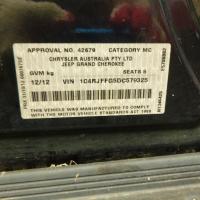 APPROVAL NO. 42679 CATEGORY MC
CHRYSLER AUSTRALIA PTY LTD
JEEP GRAND CHEROKEE
GVM kg SEATS 5
12/12 VIN
THIS VEHICLE WAS MANUFACTURED TO
COMPLY WITH THE MOTOR VEHICLE
STANDARDS ACT 1989